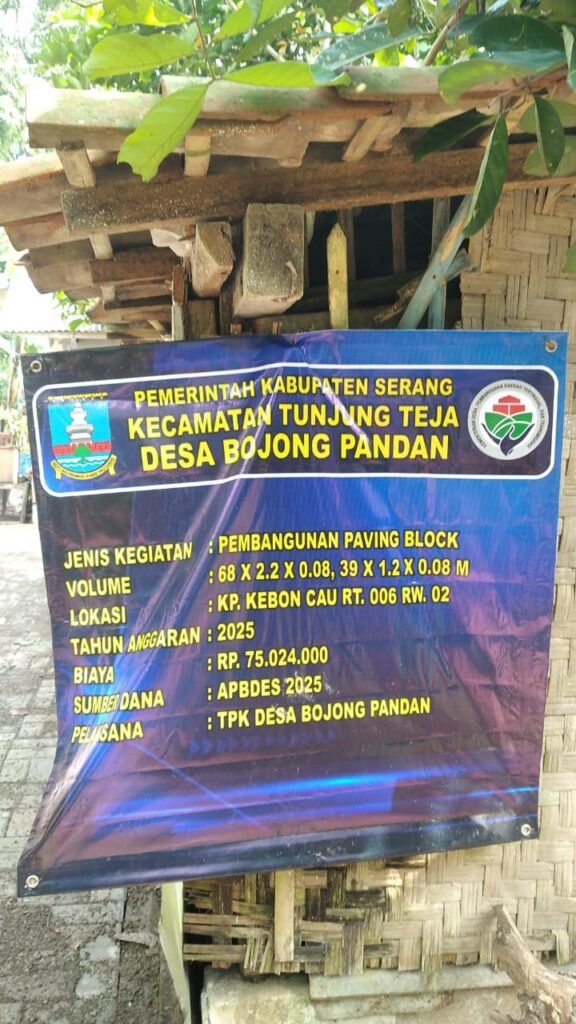 PEMERINTAH KABUPATEN SERANG
KECAMATAN TUNJUNG TEJA
DESA BOJONG PANDAN
JENIS KEGIATAN : PEMBANGUNAN PAVING BLOCK
VOLUME : 68 X 2.2 X 0.08, 39 X 1.2 X 0.08 M
LOKASI : KP. KEBON CAU RT. 006 RW. 02
TAHUN ANGGARAN : 2025
BIAYA : RP. 75.024.000
SUMBER DANA : APBDES 2025
PELAKSANA : TPK DESA BOJONG PANDAN